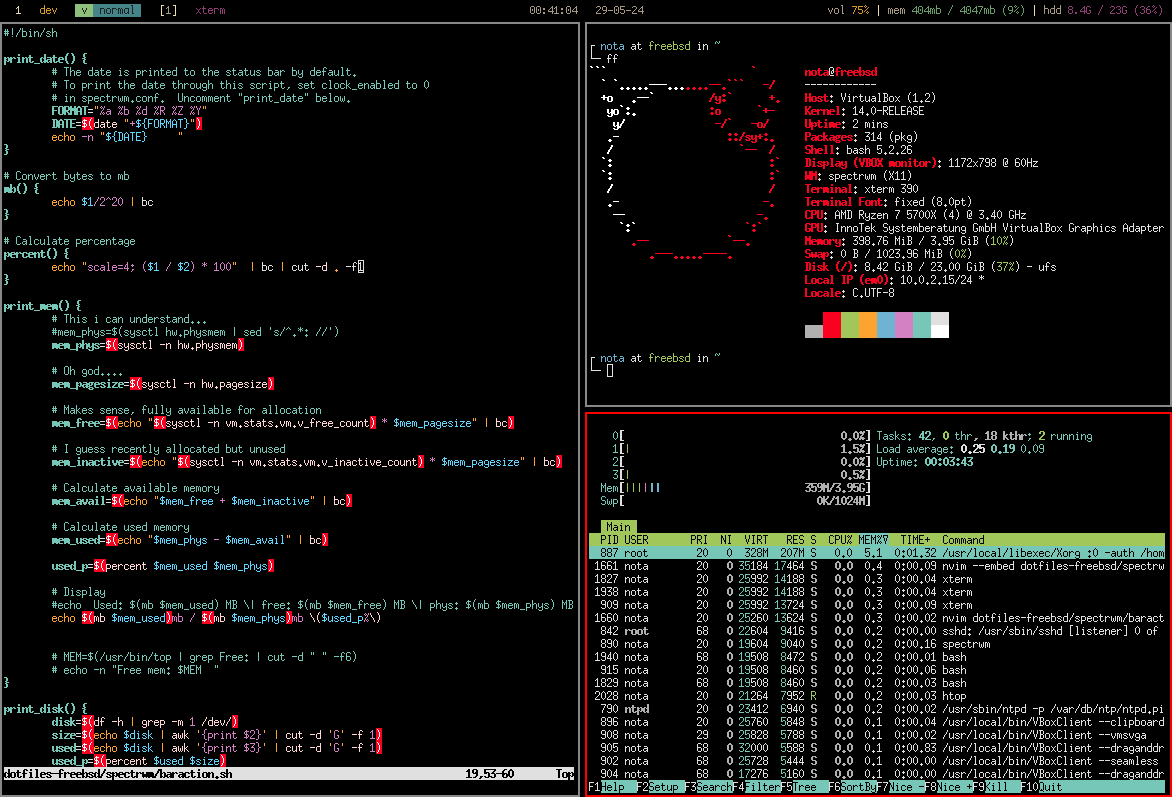 1 dev v normal [1] xterm 00:41:04 29-05-24 vol 75% | mem 404mb / 4047mb (9%) | hdd 8.4G / 23G (36%)
#!/bin/sh
print_date() {
# The date is printed to the status bar by default.
# To print the date through this script, set clock_enabled to 0
# in spectrwm.conf.  Uncomment "print_date" below.
FORMAT="%a %b %d %R %Z %Y"
DATE=$(date "+${FORMAT}")
echo -n "${DATE}     "
}
# Convert bytes to mb
mb() {
echo $1/2^20 | bc
}
# Calculate percentage
percent() {
echo "scale=4; ($1 / $2) * 100"  | bc | cut -d . -f1
}
print_mem() {
# This i can understand...
#mem_phys=$(sysctl hw.physmem | sed 's/^.*: //')
mem_phys=$(sysctl -n hw.physmem)
# Oh god....
mem_pagesize=$(sysctl -n hw.pagesize)
# Makes sense, fully available for allocation
mem_free=$(echo "$(sysctl -n vm.stats.vm.v_free_count) * $mem_pagesize" | bc)
# I guess recently allocated but unused
mem_inactive=$(echo "$(sysctl -n vm.stats.vm.v_inactive_count) * $mem_pagesize" | bc)
# Calculate available memory
mem_avail=$(echo "$mem_free + $mem_inactive" | bc)
# Calculate used memory
mem_used=$(echo "$mem_phys - $mem_avail" | bc)
used_p=$(percent $mem_used $mem_phys)
# Display
#echo  Used: $(mb $mem_used) MB \| free: $(mb $mem_free) MB \| phys: $(mb $mem_phys) MB
echo $(mb $mem_used)mb / $(mb $mem_phys)mb \($used_p%\)
# MEM=$(/usr/bin/top | grep Free: | cut -d " " -f6)
# echo -n "Free mem: $MEM  "
}
print_disk() {
disk=$(df -h | grep -m 1 /dev/)
size=$(echo $disk | awk '{print $2}' | cut -d 'G' -f 1)
used=$(echo $disk | awk '{print $3}' | cut -d 'G' -f 1)
used_p=$(percent $used $size)
dotfiles-freebsd/spectrwm/baraction.sh 19,53-60 Top
nota at freebsd in ~
ff
nota@freebsd
------------
Host: VirtualBox (1.2)
Kernel: 14.0-RELEASE
Uptime: 2 mins
Packages: 314 (pkg)
Shell: bash 5.2.26
Display (VBOX monitor): 1172x798 @ 60Hz
WM: spectrwm (X11)
Terminal: xterm 390
Terminal Font: fixed (8.0pt)
CPU: AMD Ryzen 7 5700X (4) @ 3.40 GHz
GPU: InnoTek Systemberatung GmbH VirtualBox Graphics Adapter
Memory: 398.76 MiB / 3.95 GiB (10%)
Swap: 0 B / 1023.96 MiB (0%)
Disk (/): 8.42 GiB / 23.00 GiB (37%) - ufs
Local IP (em0): 10.0.2.15/24 *
Locale: C.UTF-8
nota at freebsd in ~
0[ 0.0%] Tasks: 42, 0 thr, 18 kthr; 2 running
1[| 1.5%] Load average: 0.25 0.19 0.09
2[ 0.0%] Uptime: 00:03:43
3[| 0.5%]
Mem[|||||| 359M/3.95G]
Swp[ 0K/1024M]
Main
PID USER PRI NI VIRT RES S CPU% MEM%▽ TIME+ Command
887 root 20 0 328M 207M S 0.0 5.1 0:01.32 /usr/local/libexec/Xorg :0 -auth /hom
1661 nota 20 0 35184 17464 S 0.0 0.4 0:00.09 nvim --embed dotfiles-freebsd/spectrw
1827 nota 20 0 25992 14188 S 0.0 0.3 0:00.04 xterm
1938 nota 20 0 25992 14188 S 0.0 0.3 0:00.04 xterm
909 nota 20 0 25992 13724 S 0.0 0.3 0:00.09 xterm
1660 nota 20 0 25260 13624 S 0.0 0.3 0:00.02 nvim dotfiles-freebsd/spectrwm/baract
842 root 68 0 22604 9416 S 0.0 0.2 0:00.00 sshd: /usr/sbin/sshd [listener] 0 of
890 nota 20 0 19604 9040 S 0.0 0.2 0:00.16 spectrwm
1940 nota 68 0 19508 8472 S 0.0 0.2 0:00.01 bash
915 nota 20 0 19508 8460 S 0.0 0.2 0:00.06 bash
1829 nota 68 0 19508 8460 S 0.0 0.2 0:00.03 bash
2028 nota 20 0 21264 7952 R 0.0 0.2 0:00.03 htop
790 ntpd 20 0 23412 6940 S 0.0 0.2 0:00.02 /usr/sbin/ntpd -p /var/db/ntp/ntpd.pi
896 nota 20 0 25760 5848 S 0.0 0.1 0:00.04 /usr/local/bin/VBoxClient --clipboard
908 nota 29 0 25828 5788 S 0.0 0.1 0:00.00 /usr/local/bin/VBoxClient --vmsvga
905 nota 68 0 32000 5588 S 0.0 0.1 0:00.83 /usr/local/bin/VBoxClient --draganddr
902 nota 68 0 25728 5444 S 0.0 0.1 0:00.00 /usr/local/bin/VBoxClient --seamless
904 nota 68 0 17276 5160 S 0.0 0.1 0:00.00 /usr/local/bin/VBoxClient --draganddr
F1Help F2Setup F3SearchF4FilterF5Tree F6SortByF7Nice -F8Nice +F9Kill F10Quit